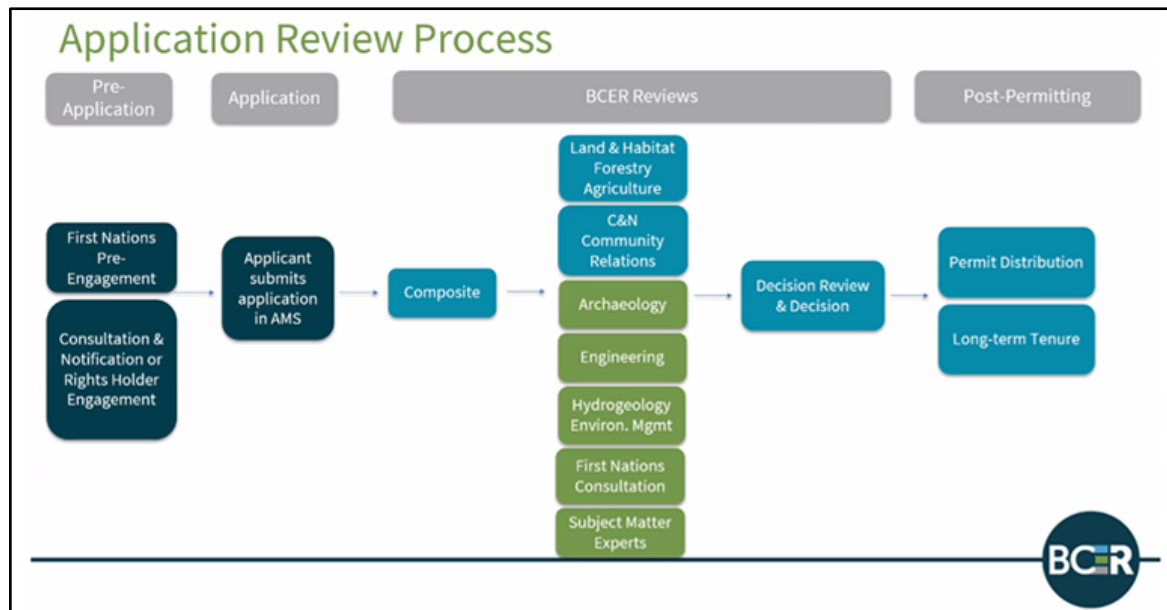 Application Review Process
Pre-
Application
Application
BCER Reviews
Post-Permitting
First Nations
Pre-
Engagement
Consultation &
Notification or
Rights Holder
Engagement
Applicant
submits
application
in AMS
Composite
Land & Habitat
Forestry
Agriculture
C&N
Community
Relations
Archaeology
Engineering
Hydrogeology
Environ. Mgmt
First Nations
Consultation
Subject Matter
Experts
Decision Review
& Decision
Permit Distribution
Long-term Tenure
BCER